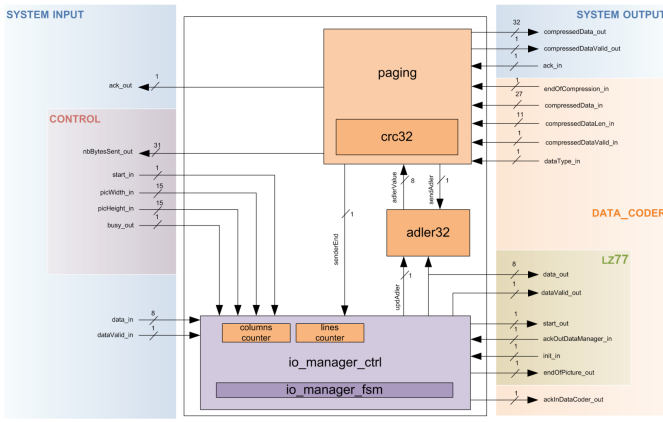 SYSTEM INPUT
SYSTEM OUTPUT
32
compressedData_out
1
compressedDataValid_out
1
ack_in
paging
1
ack_out
1
endOfCompression_in
27
compressedData_in
11
compressedDataLen_in
1
compressedDataValid_in
1
dataType_in
CONTROL
crc32
31
nbBytesSent_out
1
start_in
15
picWidth_in
15
picHeight_in
1
busy_out
adlerValue
8
sendAdler
1
senderEnd
1
adler32
DATA_CODER
LZ77
updAdler
1
8
data_out
1
dataValid_out
8
data_in
1
dataValid_in
columns
counter
lines
counter
io_manager_ctrl
io_manager_fsm
1
start_out
1
ackOutDataManager_in
1
init_in
1
endOfPicture_out
1
ackInDataCoder_out